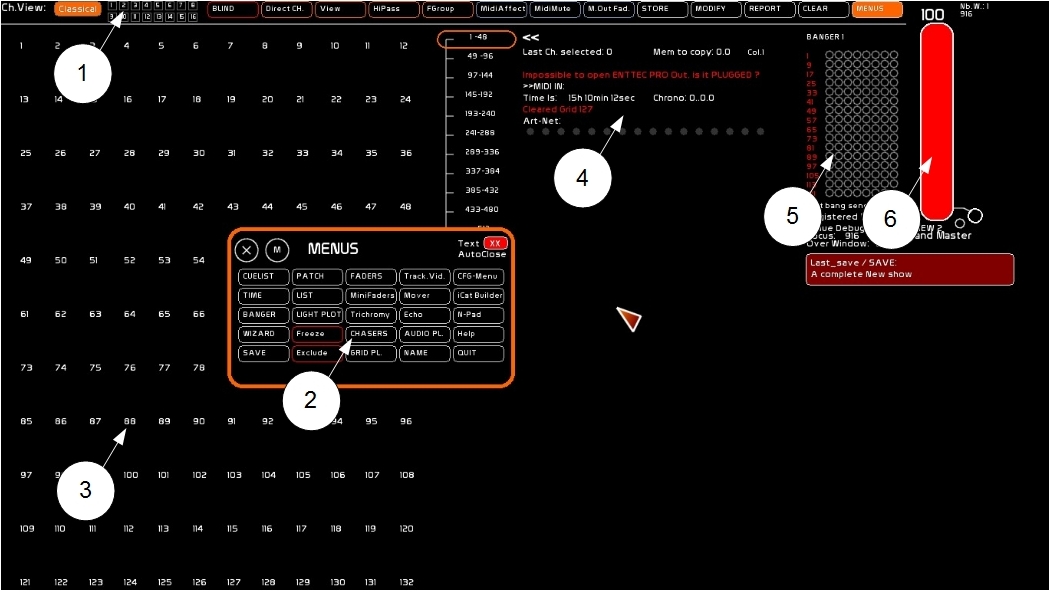 Ch.View: Classical 1 2 3 4 5 6 7 8 BLIND Direct CH. View HiPass FGroup MidiAffect MidiMute M.Out Fad. STORE MODIFY REPORT CLEAR MENUS Nb.W.: 1
10 11 12 13 14 15 16 916
100
1 2 4 5 6 7 8 9 10 11 12
13 14 16 17 18 19 20 21 22 23 24
25 26 27 28 29 30 31 32 33 34 35 36
37 38 39 40 41 42 43 44 45 46 47 48
49 50 51 52 53 54
61 62 63 64 65 66
73 74 75 76 77 78
85 86 87 88 89 90 91 92 94 95 96
97 100 101 102 103 104 105 106 107 108
109 110 111 112 113 114 115 116 117 118 119 120
121 122 123 124 125 126 127 128 129 130 131 132
1 -48
49 -96
97-144
145-192
193-240
241-288
289-336
337-384
385-432
433-480
<<
Last Ch. selected: 0 Mem to copy: 0.0 Col.1
Impossible to open ENTTEC PRO Out. Is it PLUGGED ?
>>MIDI IN:
Time is: 15h 10min 12sec Chrono: 0..0.0
Cleared Grid 127
Art-Net:
BANGER 1
1
9
17
25
33
41
49
57
65
73
81
89
97
Focus: 916
Over Window:
and Master
Last_save / SAVE:
A complete New show
X M MENUS Text XX
AutoClose
CUELIST PATCH FADERS Track.Vid. CFG-Menu
TIME LIST MiniFaders Mover iCat Builder
BANGER LIGHT PLOT Trichromy Echo N-Pad
WIZARD Freeze CHASERS AUDIO PL. Help
SAVE Exclude GRID PL. NAME QUIT
1
2
3
4
5
6